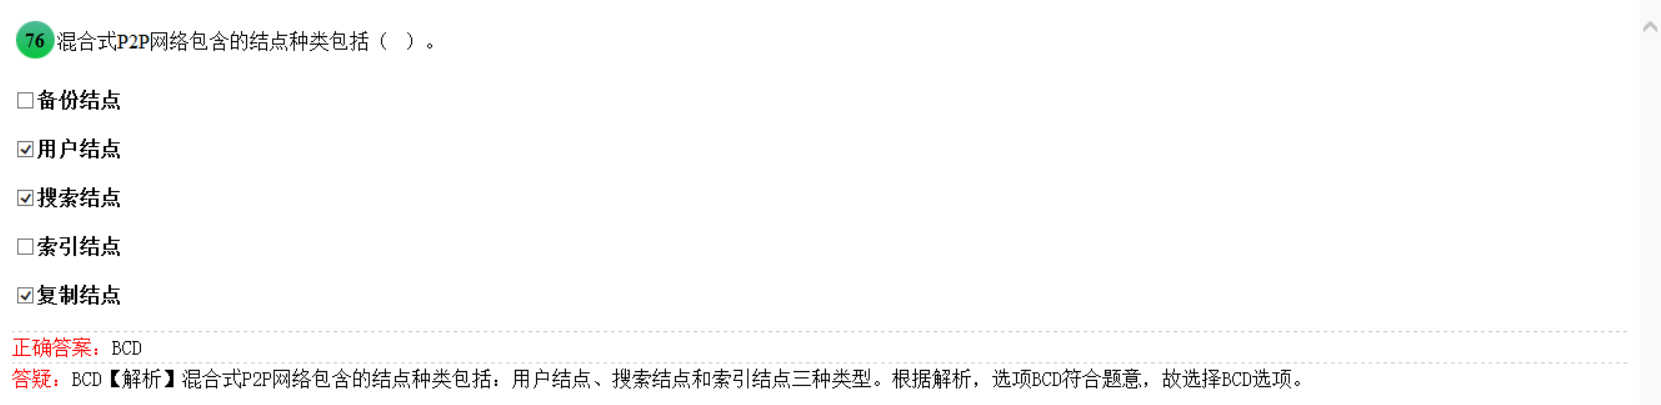 76 混合式P2P网络包含的结点种类包括（ ）。
备份结点
用户结点
搜索结点
索引结点
复制结点
正确答案：BCD
答疑：BCD【解析】混合式P2P网络包含的结点种类包括：用户结点、搜索结点和索引结点三种类型。根据解析，选项BCD符合题意，故选择BCD选项。